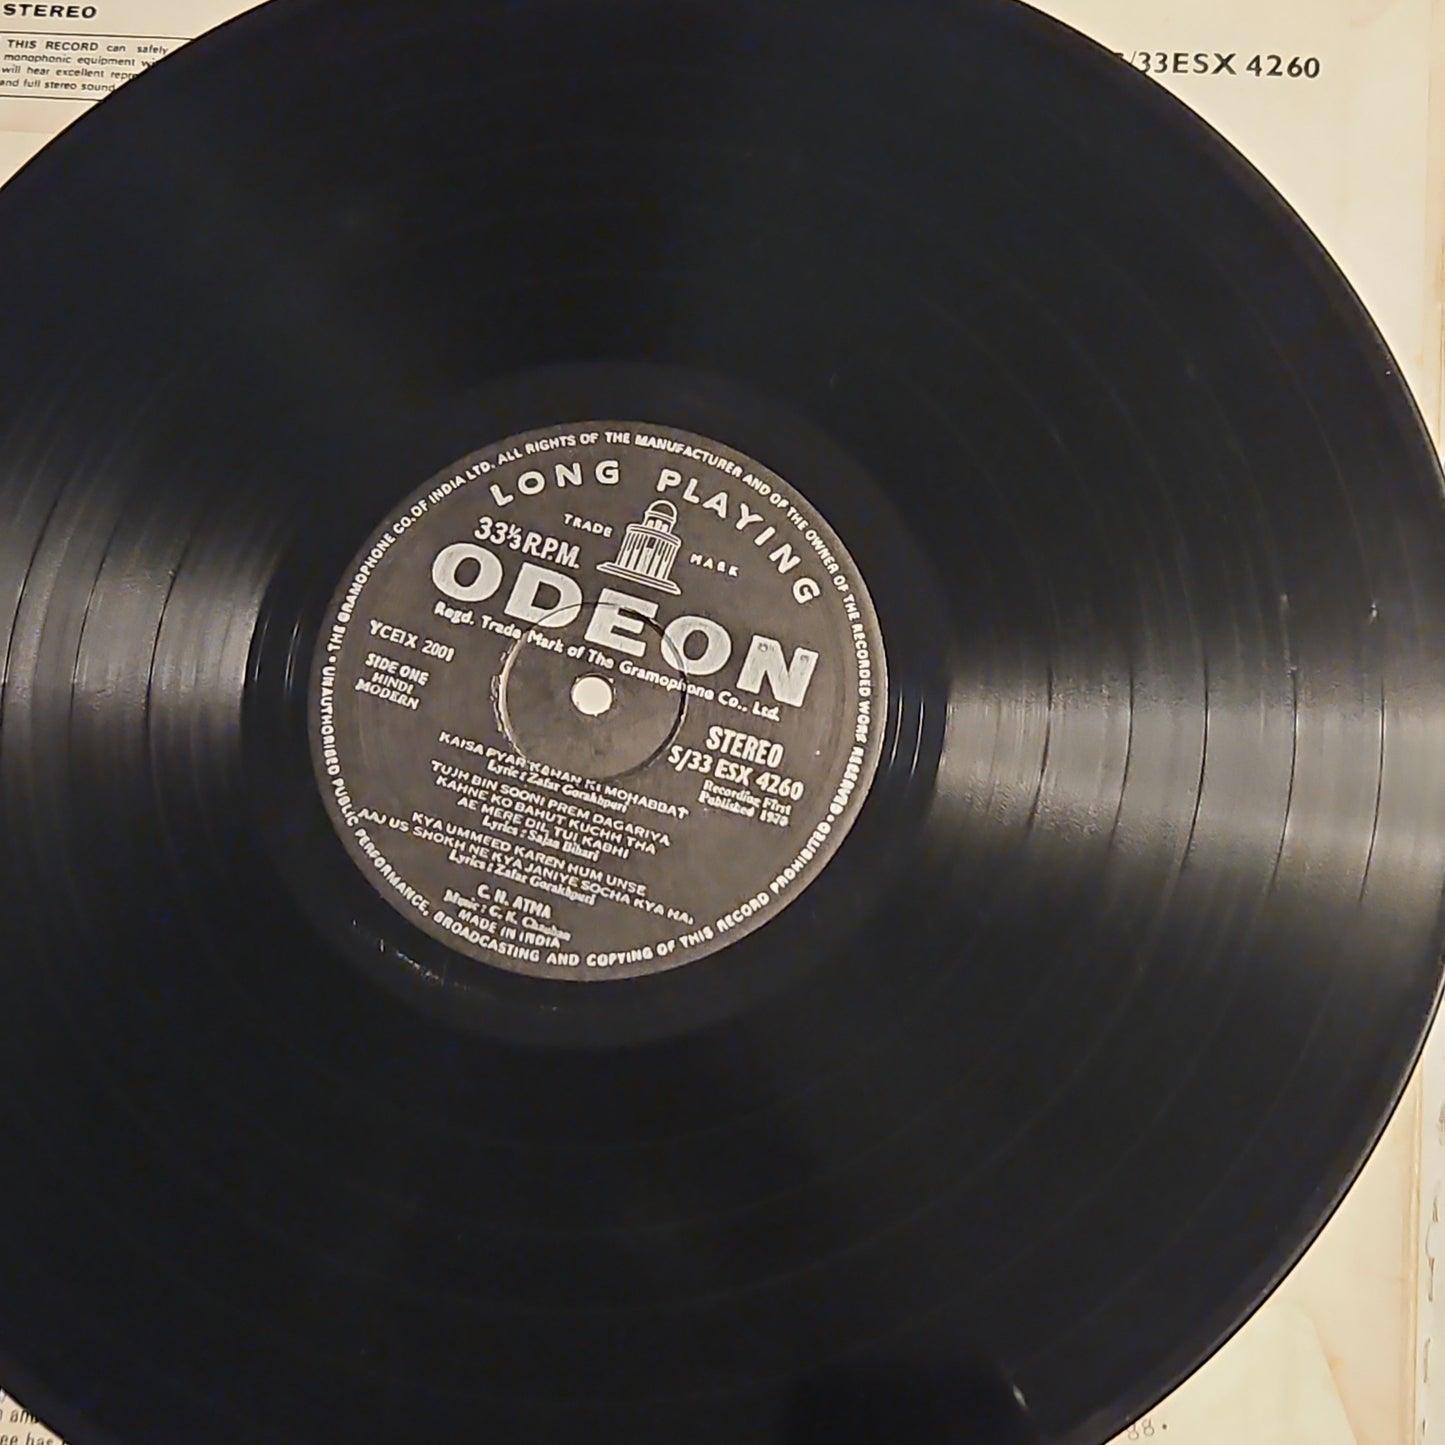 STEREO
THIS RECORD can safely
monophonic equipment
will hear excellent
and full stereo sound
/33ESX 4260
THE GRAMOPHONE CO. OF INDIA LTD. ALL RIGHTS OF THE MANUFACTURER AND OF THE OWNER OF THE RECORDED WORK RESERVED • UNAUTHORISED PUBLIC PERFORMANCE, BROADCASTING AND COPYING OF THIS RECORD PROHIBITED
LONG PLAYING
TRADE MARK
33⅓ R.P.M.
ODEON
Regd. Trade Mark of The Gramophone Co., Ltd.
YCEIX 2001
SIDE ONE
HINDI
MODERN
STEREO
S/33 ESX 4260
Recording First
Published
KAISA PYAR KAHAN KI MOHABBAT
Lyric : Zafar Gorakhpuri
TUJH BIN SOONI PREM DAGARIYA
KAHNE KO BAHUT KUCHH THA
AE MERE DIL TUI KABHI
Lyrics : Sajan Bihari
KYA UMMEED KAREN HUM UNSE
AAJ US SHOKH NE KYA JANIYE SOCHA KYA HAI
Lyrics : Zafar Gorakhpuri
C. H. ATMA
Music : C. K. Chauhan
MADE IN INDIA